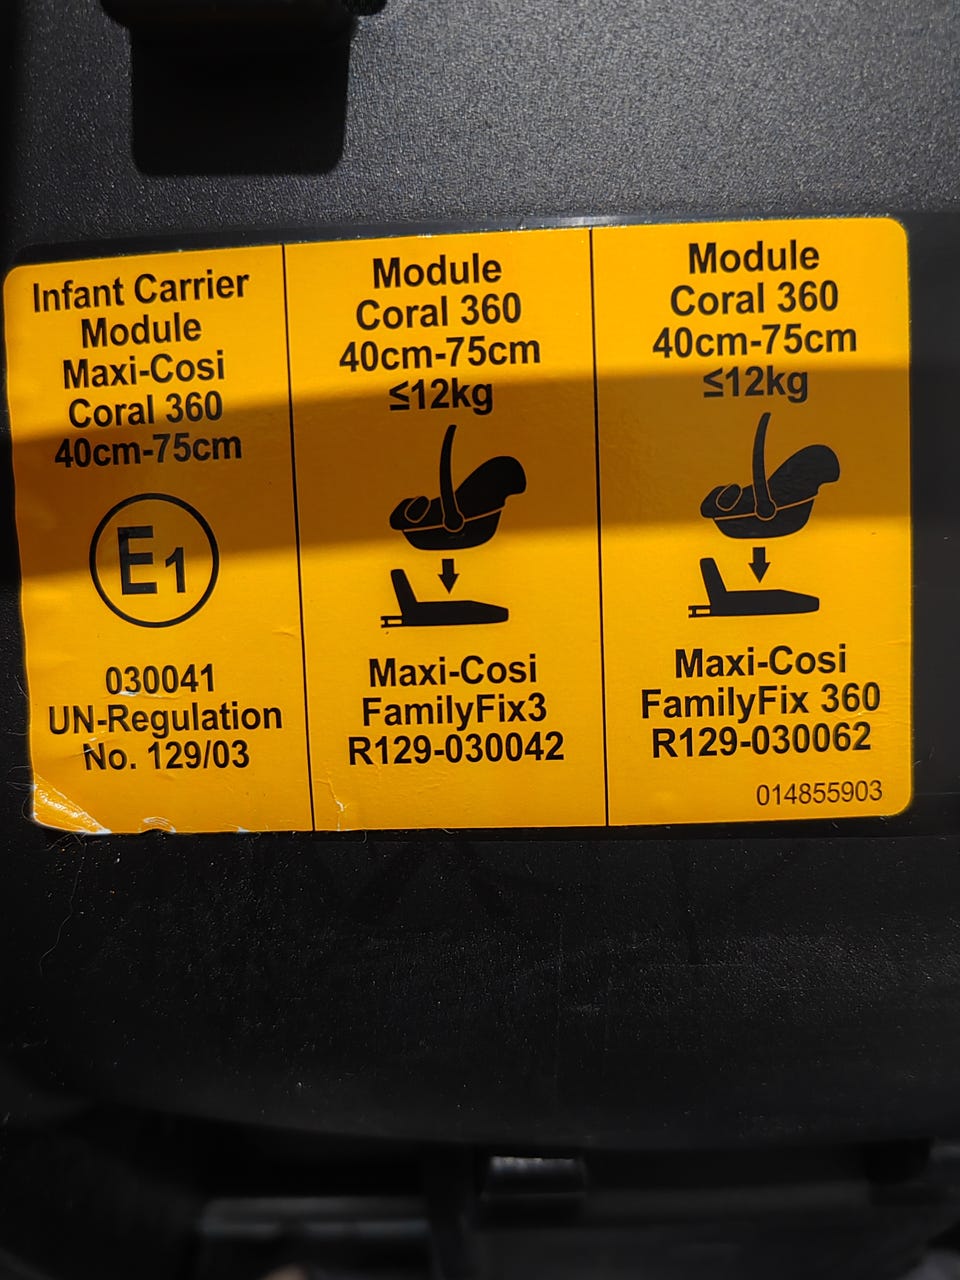 Infant Carrier
Module
Maxi-Cosi
Coral 360
40cm-75cm
E1
030041
UN-Regulation
No. 129/03
Module
Coral 360
40cm-75cm
≤12kg
Maxi-Cosi
FamilyFix3
R129-030042
Module
Coral 360
40cm-75cm
≤12kg
Maxi-Cosi
FamilyFix 360
R129-030062
014855903